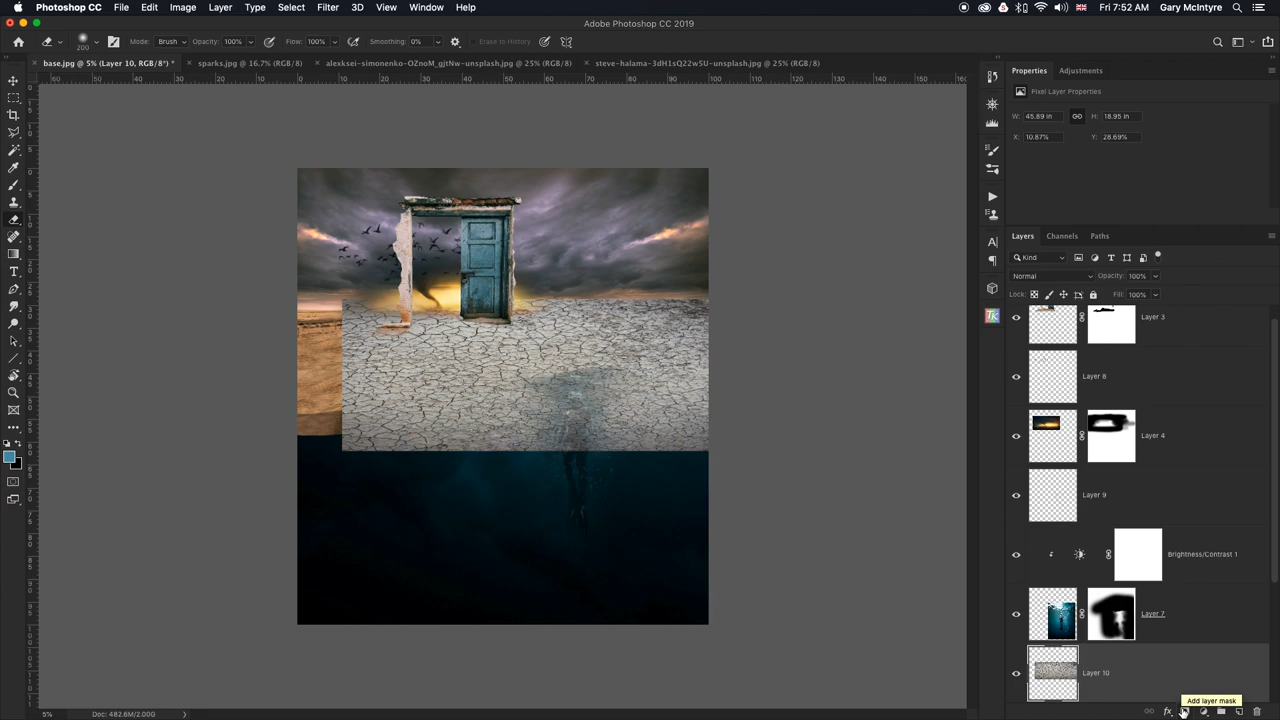 Photoshop File Edit Image Layer Type Select Filter 3D View Window Help Fri 7:52 AM Gary McIntyre
Adobe Photoshop CC 2019
200 Mode: Brush Opacity: 100% Flow: 100% Smoothing: 0% Erase to History
base.jpg @ 5% (Layer 10, RGB/8*) * sparks.jpg @ 16.7% (RGB/8) alexksei-simonenko-OZnoM_gjtNw-unsplash.jpg @ 25% (RGB/8) steve-halama-3dH1sQ22w5U-unsplash.jpg @ 25% (RGB/8)
Properties Adjustments
Pixel Layer Properties
W: 45.89 in H: 18.95 in
X: 10.87% Y: 28.69%
Layers Channels Paths
Kind
Normal Opacity: 100%
Lock: Fill: 100%
Layer 3
Layer 8
Layer 4
Layer 9
Brightness/Contrast 1
Layer 7
Layer 10
Add layer mask
fx
5% Doc: 482.6M/2.00G